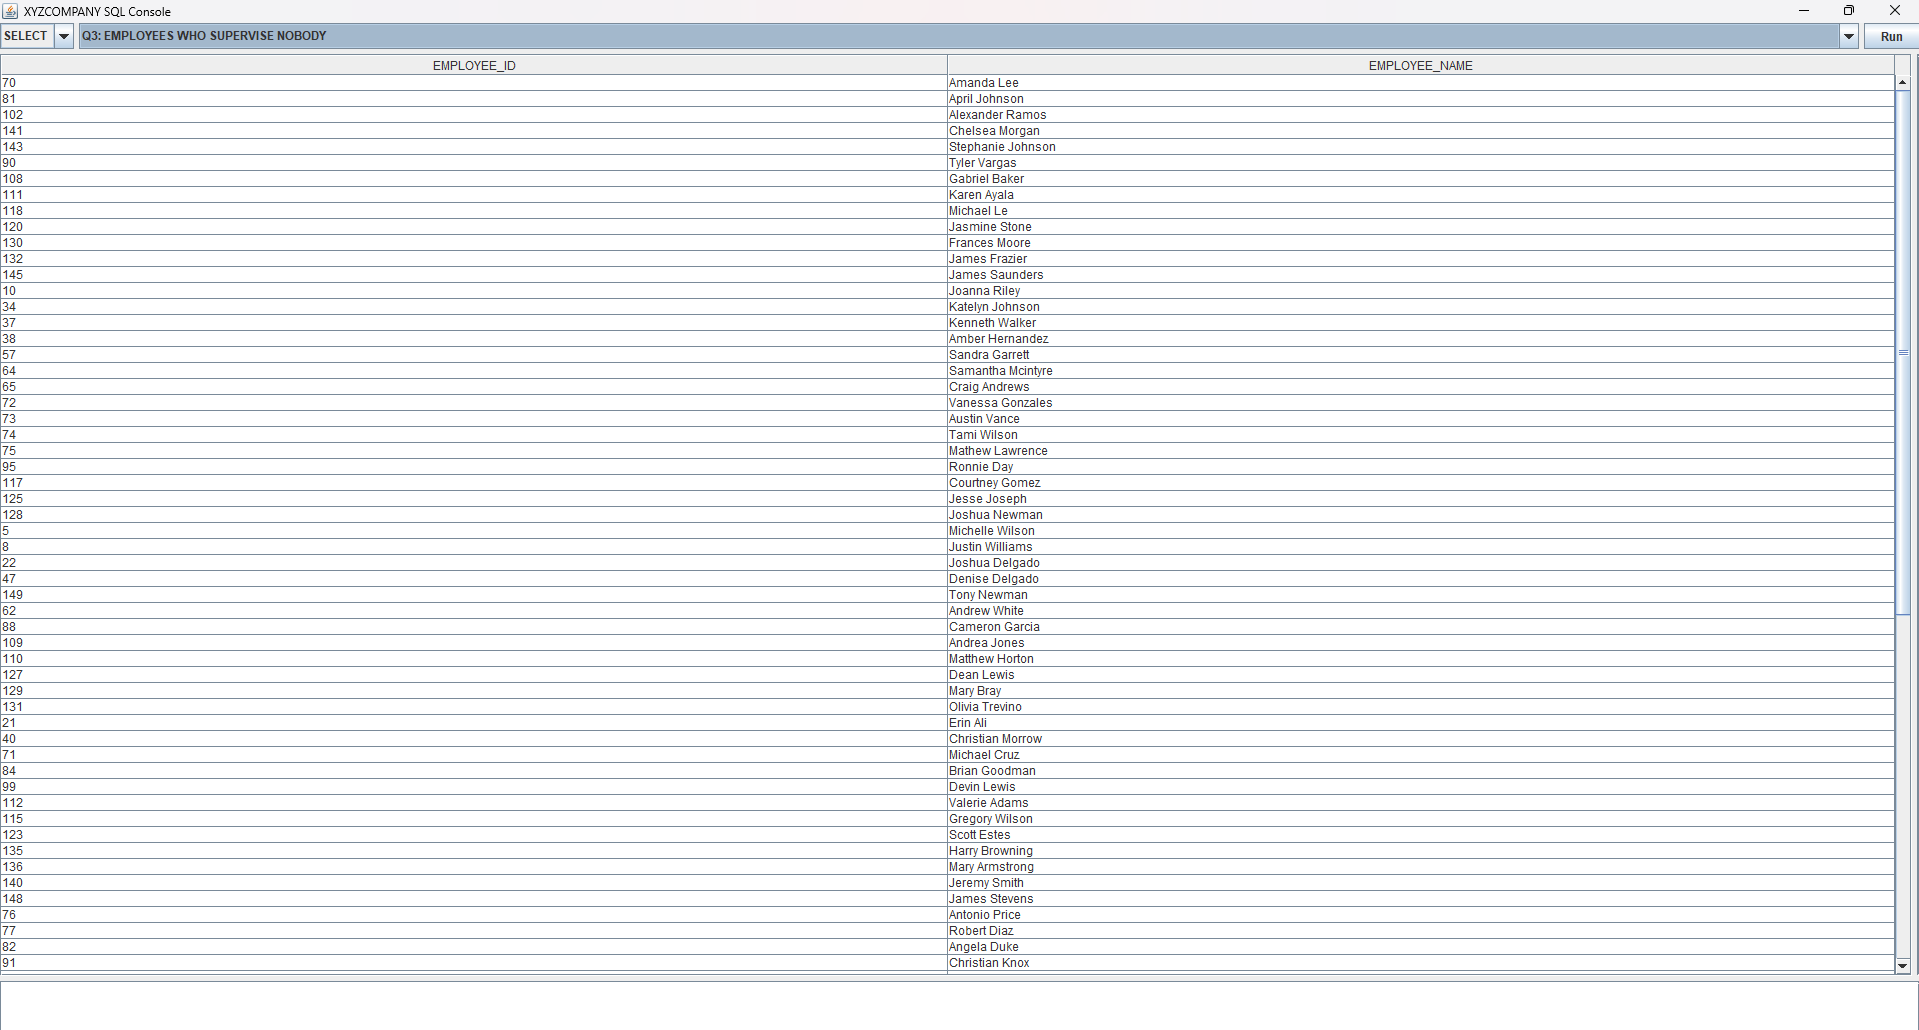 XYZCOMPANY SQL Console
SELECT Q3: EMPLOYEES WHO SUPERVISE NOBODY Run
EMPLOYEE_ID EMPLOYEE_NAME
70 Amanda Lee
81 April Johnson
102 Alexander Ramos
141 Chelsea Morgan
143 Stephanie Johnson
90 Tyler Vargas
108 Gabriel Baker
111 Karen Ayala
118 Michael Le
120 Jasmine Stone
130 Frances Moore
132 James Frazier
145 James Saunders
10 Joanna Riley
34 Katelyn Johnson
37 Kenneth Walker
38 Amber Hernandez
57 Sandra Garrett
64 Samantha Mcintyre
65 Craig Andrews
72 Vanessa Gonzales
73 Austin Vance
74 Tami Wilson
75 Mathew Lawrence
95 Ronnie Day
117 Courtney Gomez
125 Jesse Joseph
128 Joshua Newman
5 Michelle Wilson
8 Justin Williams
22 Joshua Delgado
47 Denise Delgado
149 Tony Newman
62 Andrew White
88 Cameron Garcia
109 Andrea Jones
110 Matthew Horton
127 Dean Lewis
129 Mary Bray
131 Olivia Trevino
21 Erin Ali
40 Christian Morrow
71 Michael Cruz
84 Brian Goodman
99 Devin Lewis
112 Valerie Adams
115 Gregory Wilson
123 Scott Estes
135 Harry Browning
136 Mary Armstrong
140 Jeremy Smith
148 James Stevens
76 Antonio Price
77 Robert Diaz
82 Angela Duke
91 Christian Knox